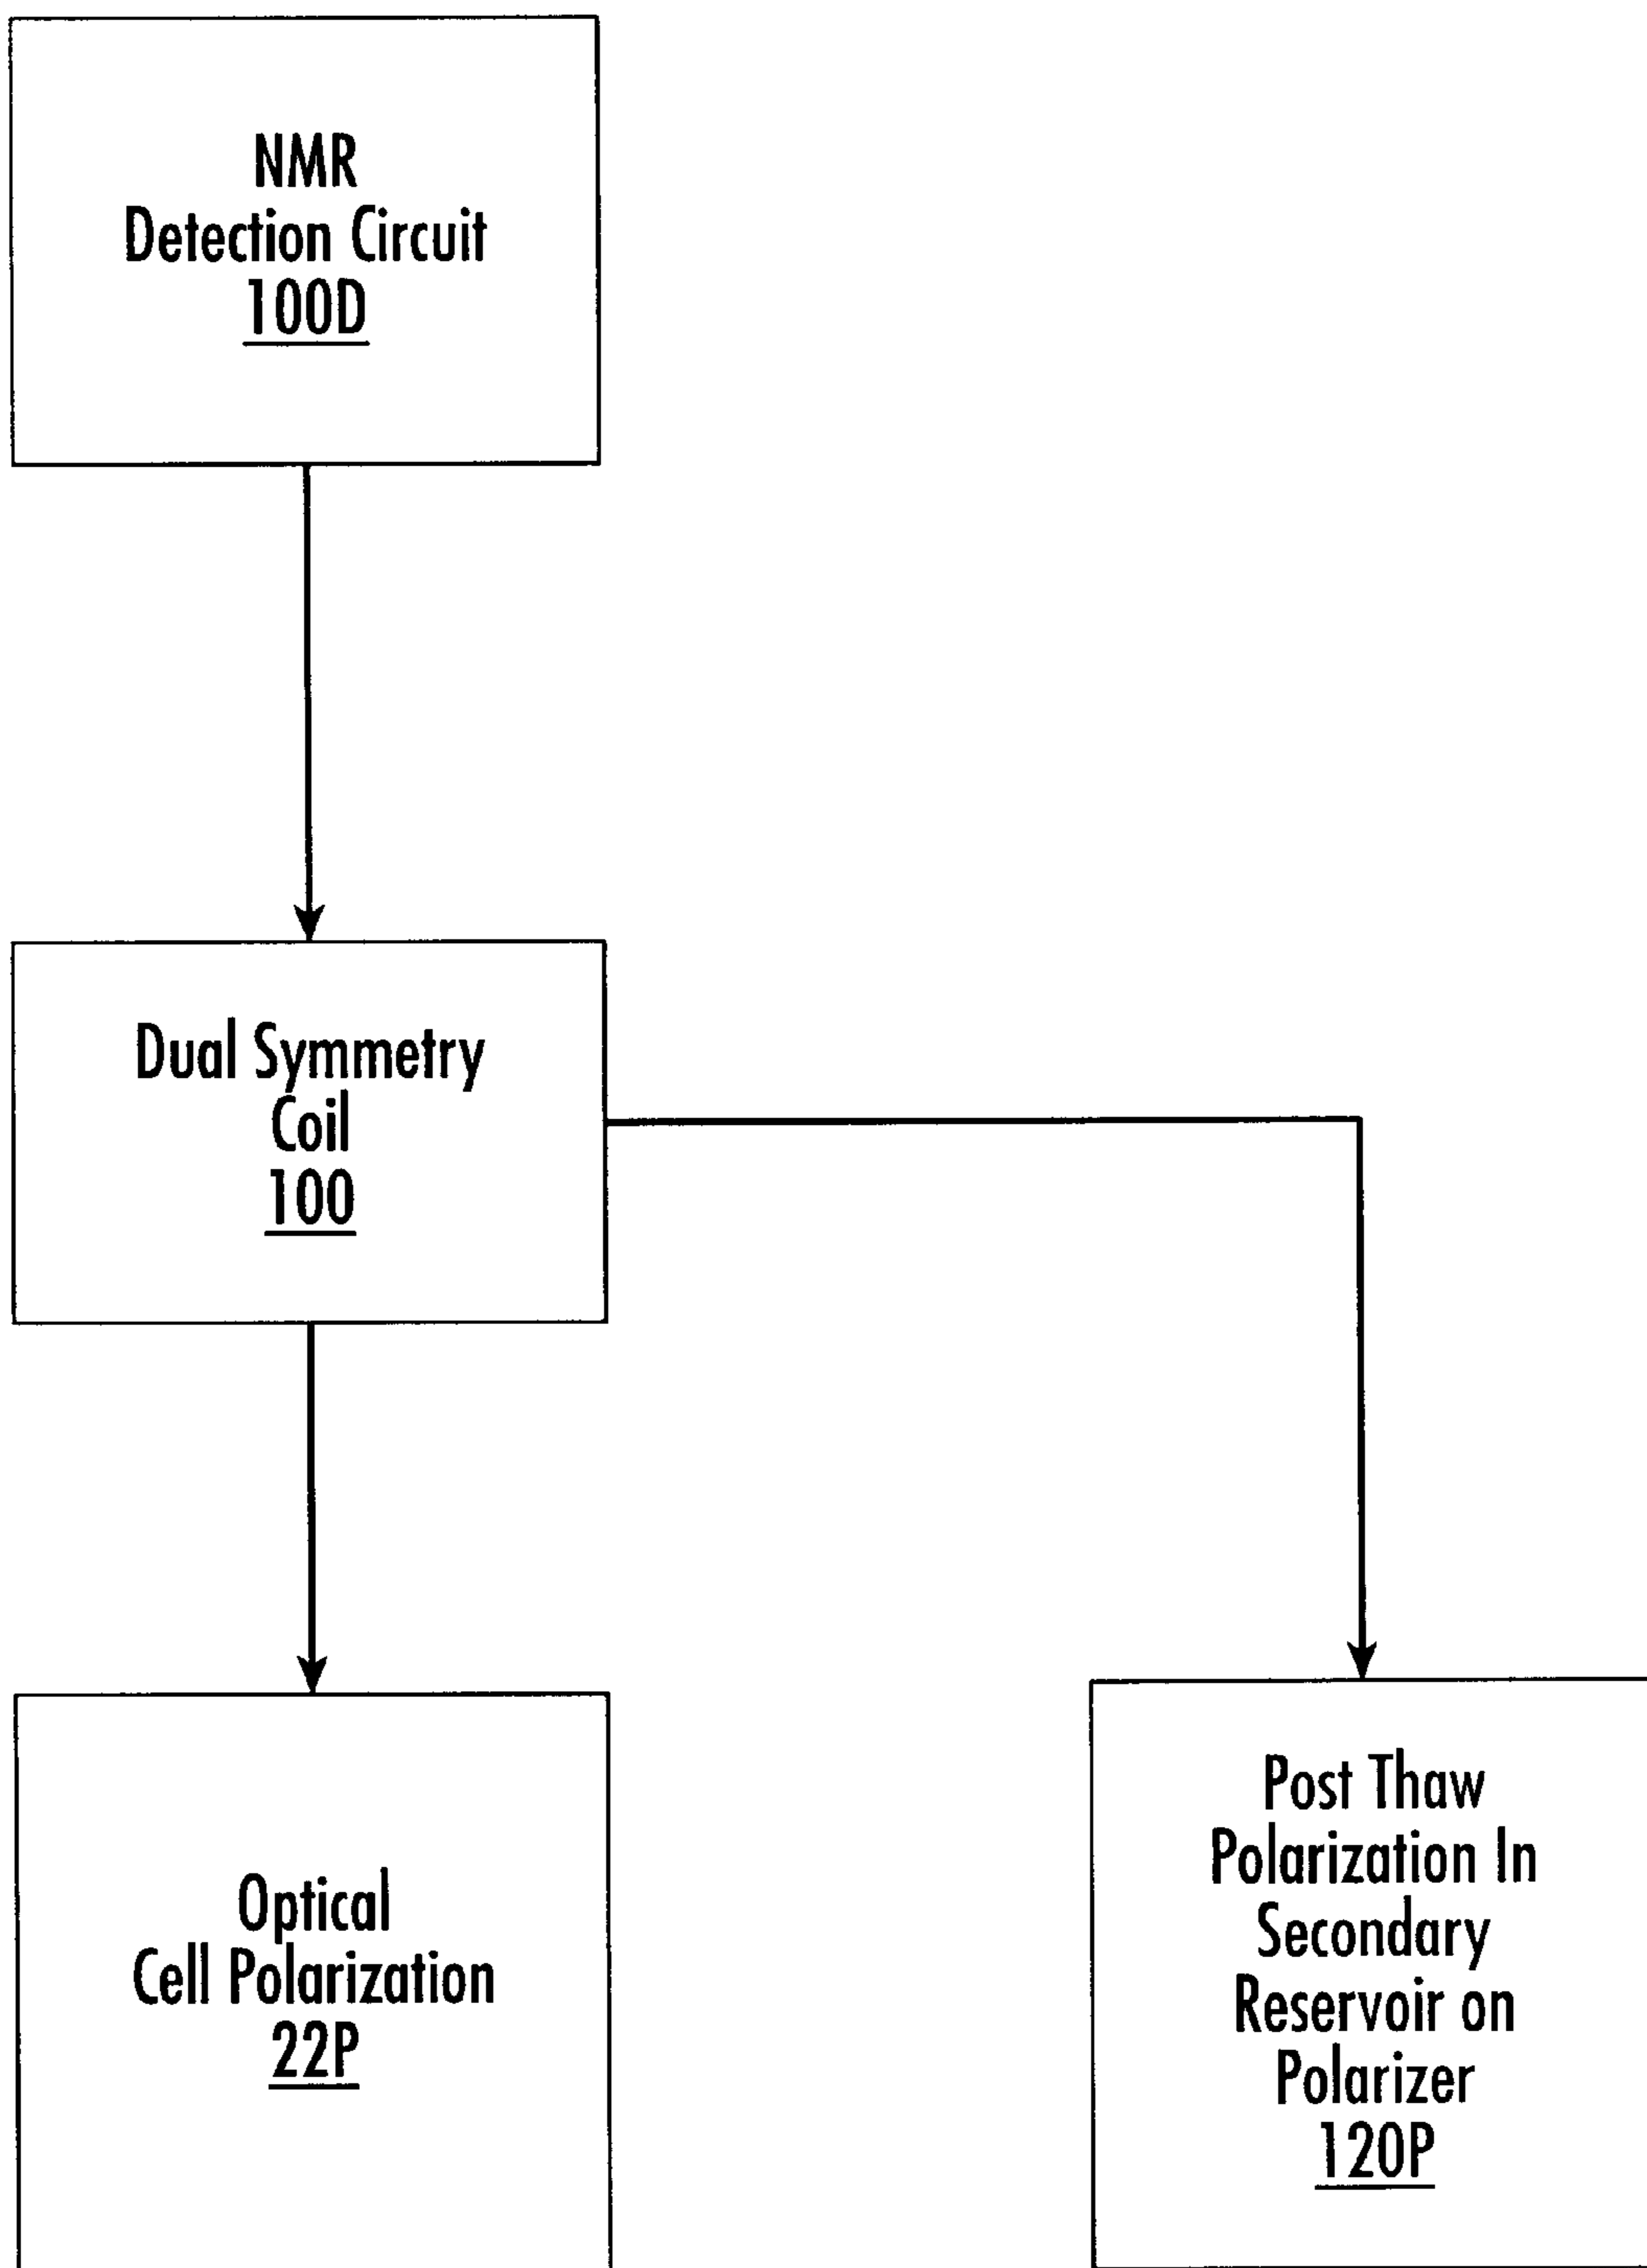 NMR
Detection Circuit
100D
Dual Symmetry
Coil
100
Optical
Cell Polarization
22P
Post Thaw
Polarization In
Secondary
Reservoir on
Polarizer
120P